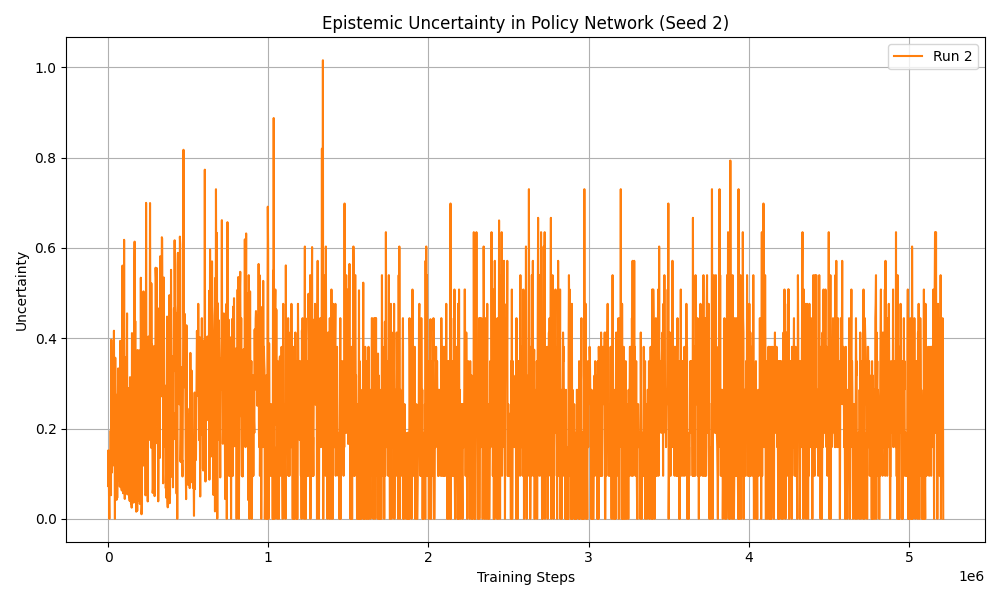 Epistemic Uncertainty in Policy Network (Seed 2)
Run 2
Uncertainty
1.0
0.8
0.6
0.4
0.2
0.0
0 1 2 3 4 5
1e6
Training Steps